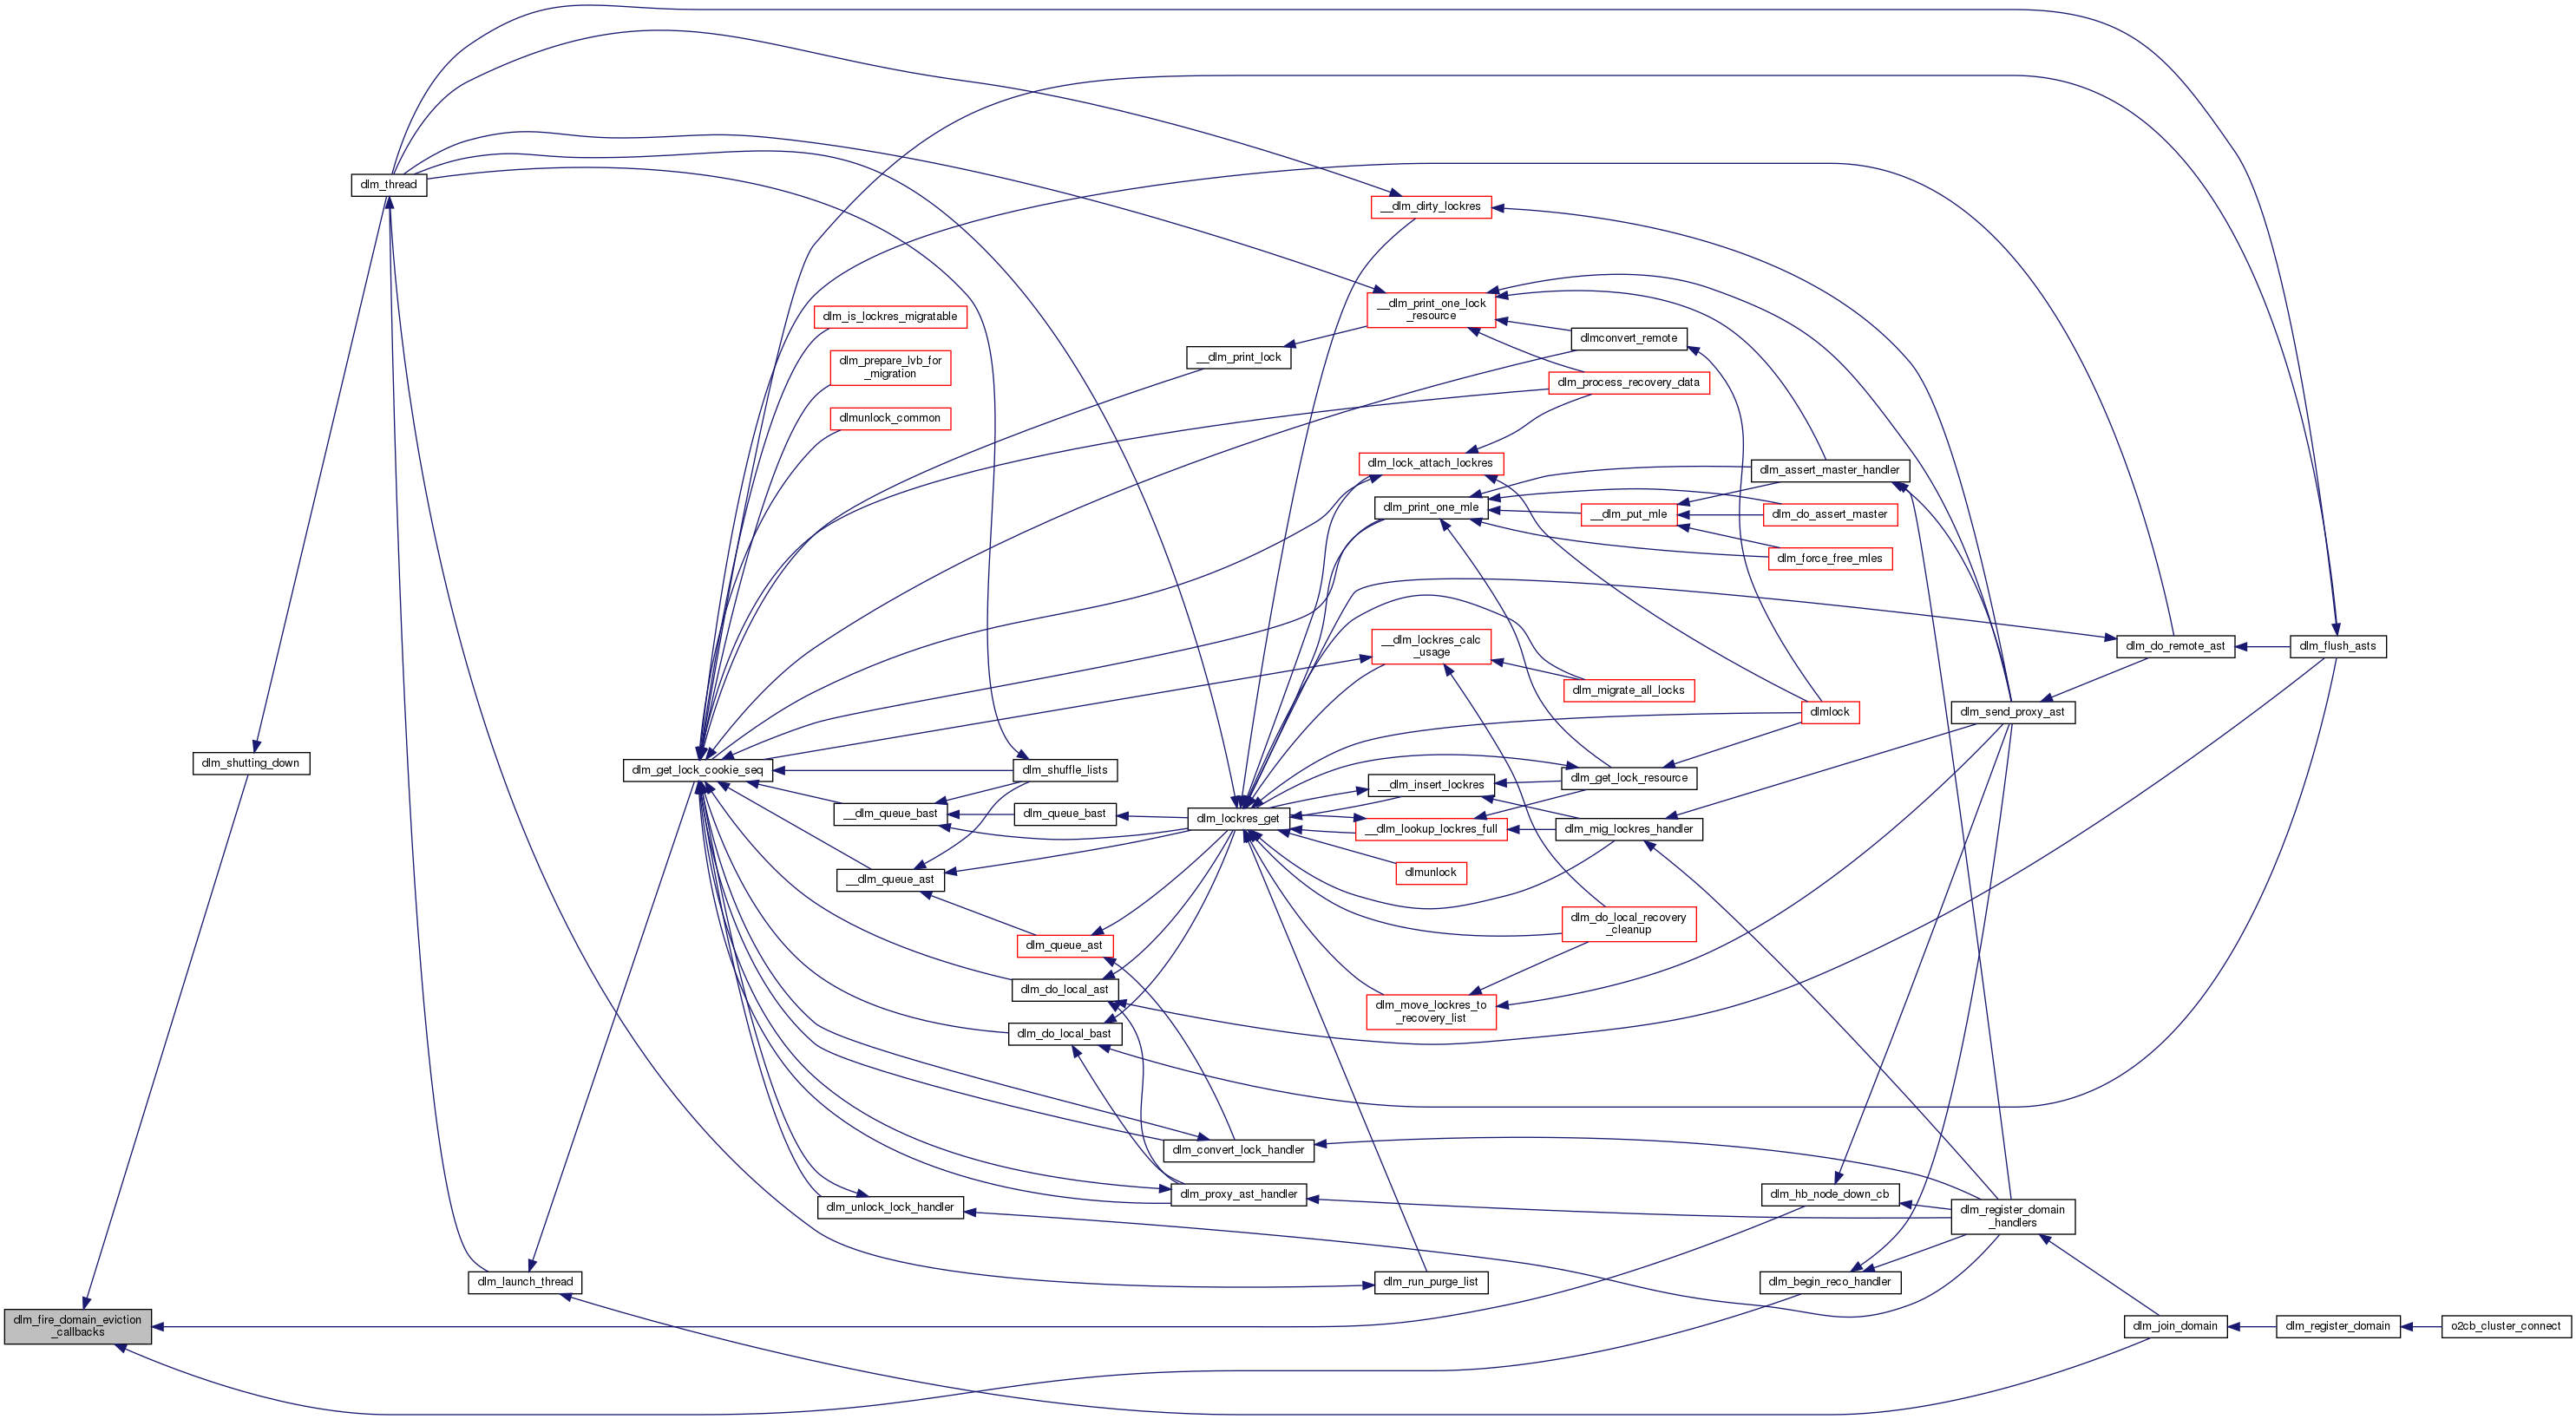 dlm_thread
__dlm_dirty_lockres
dlm_is_lockres_migratable
__dlm_print_one_lock
_resource
dlm_prepare_lvb_for
_migration
__dlm_print_lock
dlmconvert_remote
dlm_process_recovery_data
dlmunlock_common
dlm_lock_attach_lockres
dlm_assert_master_handler
dlm_print_one_mle
__dlm_put_mle
dlm_do_assert_master
dlm_force_free_mles
__dlm_lockres_calc
_usage
dlm_do_remote_ast
dlm_flush_asts
dlm_migrate_all_locks
dlmlock
dlm_send_proxy_ast
dlm_shutting_down
dlm_get_lock_cookie_seq
dlm_shuffle_lists
__dlm_insert_lockres
dlm_get_lock_resource
__dlm_queue_bast
dlm_queue_bast
dlm_lockres_get
__dlm_lookup_lockres_full
dlm_mig_lockres_handler
__dlm_queue_ast
dlmunlock
dlm_do_local_recovery
_cleanup
dlm_queue_ast
dlm_do_local_ast
dlm_move_lockres_to
_recovery_list
dlm_do_local_bast
dlm_convert_lock_handler
dlm_proxy_ast_handler
dlm_hb_node_down_cb
dlm_unlock_lock_handler
dlm_register_domain
_handlers
dlm_launch_thread
dlm_run_purge_list
dlm_begin_reco_handler
dlm_fire_domain_eviction
_callbacks
dlm_join_domain
dlm_register_domain
o2cb_cluster_connect